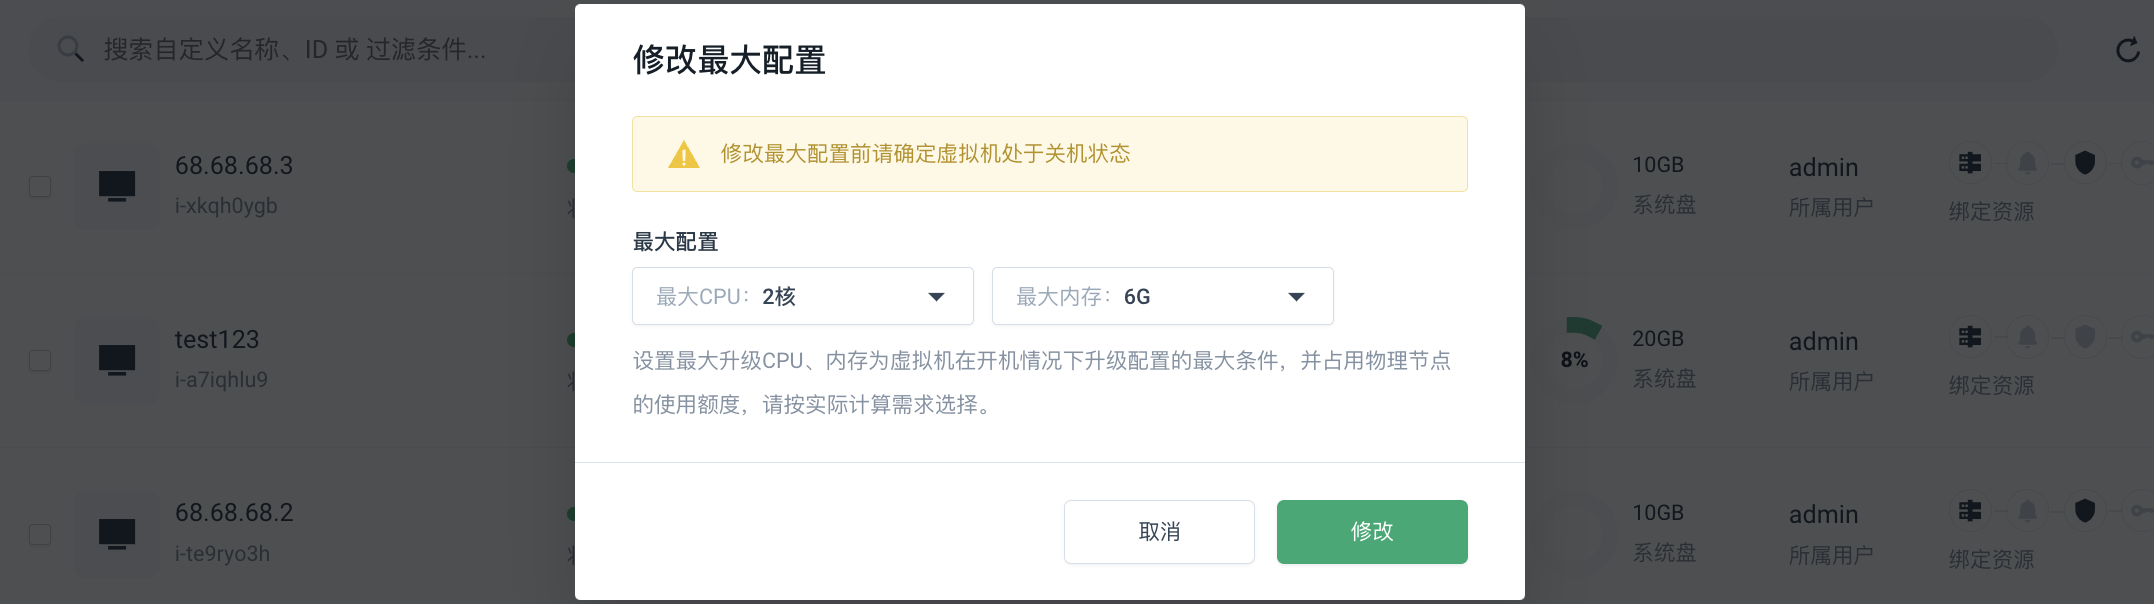 搜索自定义名称、ID 或 过滤条件...
修改最大配置
修改最大配置前请确定虚拟机处于关机状态
最大配置
最大CPU: 2核
最大内存: 6G
设置最大升级CPU、内存为虚拟机在开机情况下升级配置的最大条件，并占用物理节点
的使用额度，请按实际计算需求选择。
取消
修改
68.68.68.3
i-xkqh0ygb
10GB
系统盘
admin
所属用户
绑定资源
test123
i-a7iqhlu9
8%
20GB
系统盘
admin
所属用户
绑定资源
68.68.68.2
i-te9ryo3h
10GB
系统盘
admin
所属用户
绑定资源